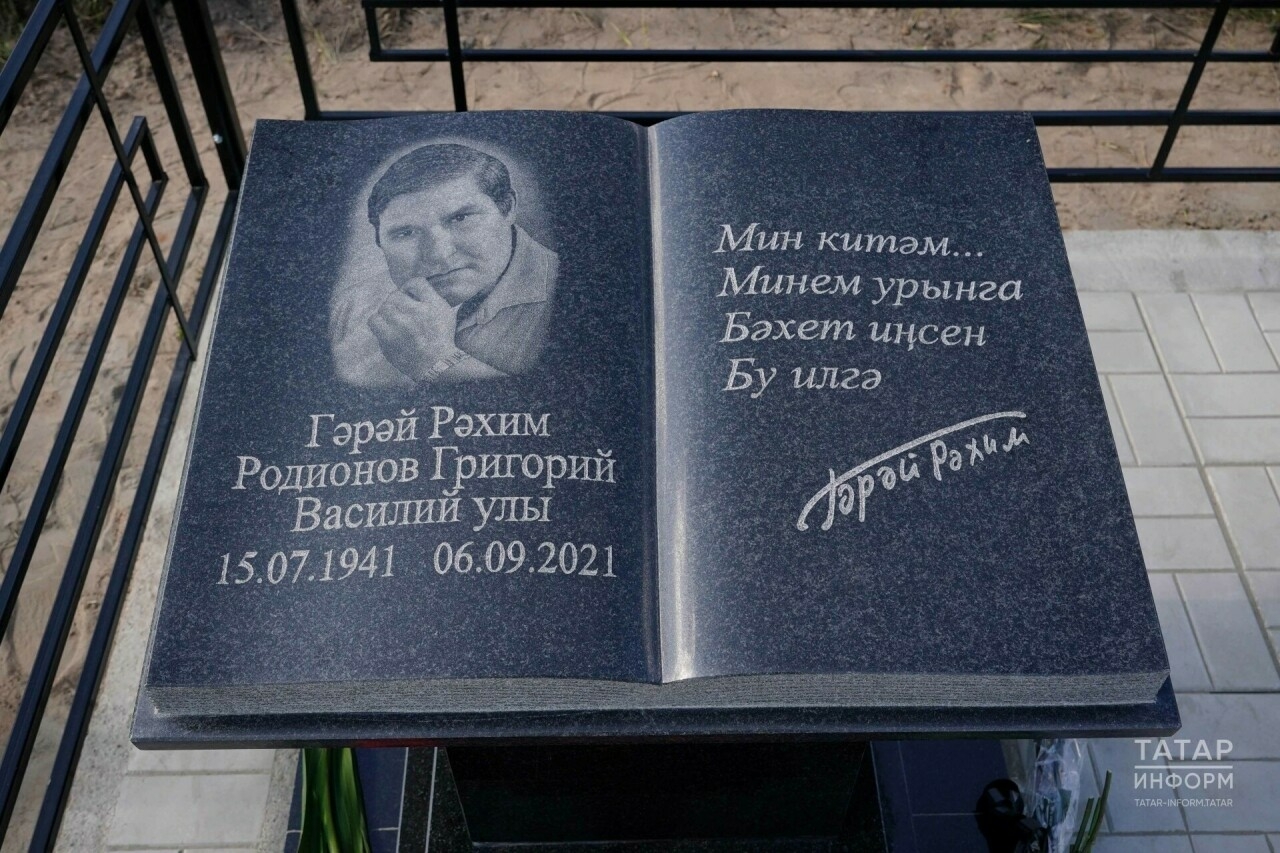 Гәрәй Рәхим
Родионов Григорий
Василий улы
15.07.1941 06.09.2021
Мин китәм...
Минем урынга
Бәхет иңсен
Бу илгә
Гәрәй Рәхим
ТАТАР
ИНФОРМ
TATAR-INFORM.TATAR